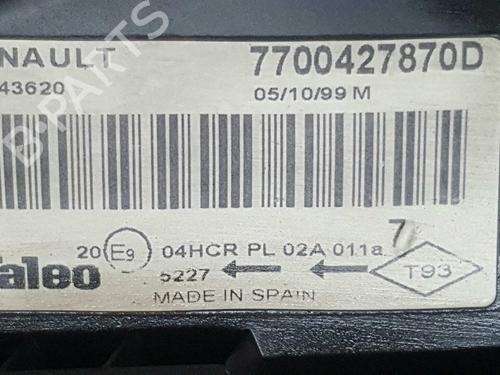 NAULT 7700427870D
43620 05/10/99 M
20 E9 04HCR PL 02A 011a 7
aleo 5227 T93
MADE IN SPAIN
B-PARTS